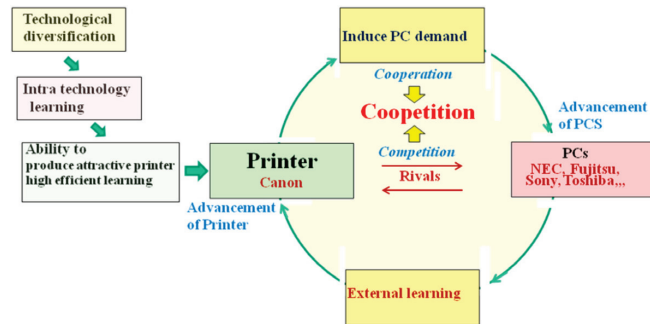 Technological
diversification
Intra technology
learning
Ability to
produce attractive printer
high efficient learning
Induce PC demand
Cooperation
Coopetition
Competition
Rivals
Printer
Canon
Advancement
of Printer
Advancement
of PCS
PCs
NEC, Fujitsu,
Sony, Toshiba,,,
External learning